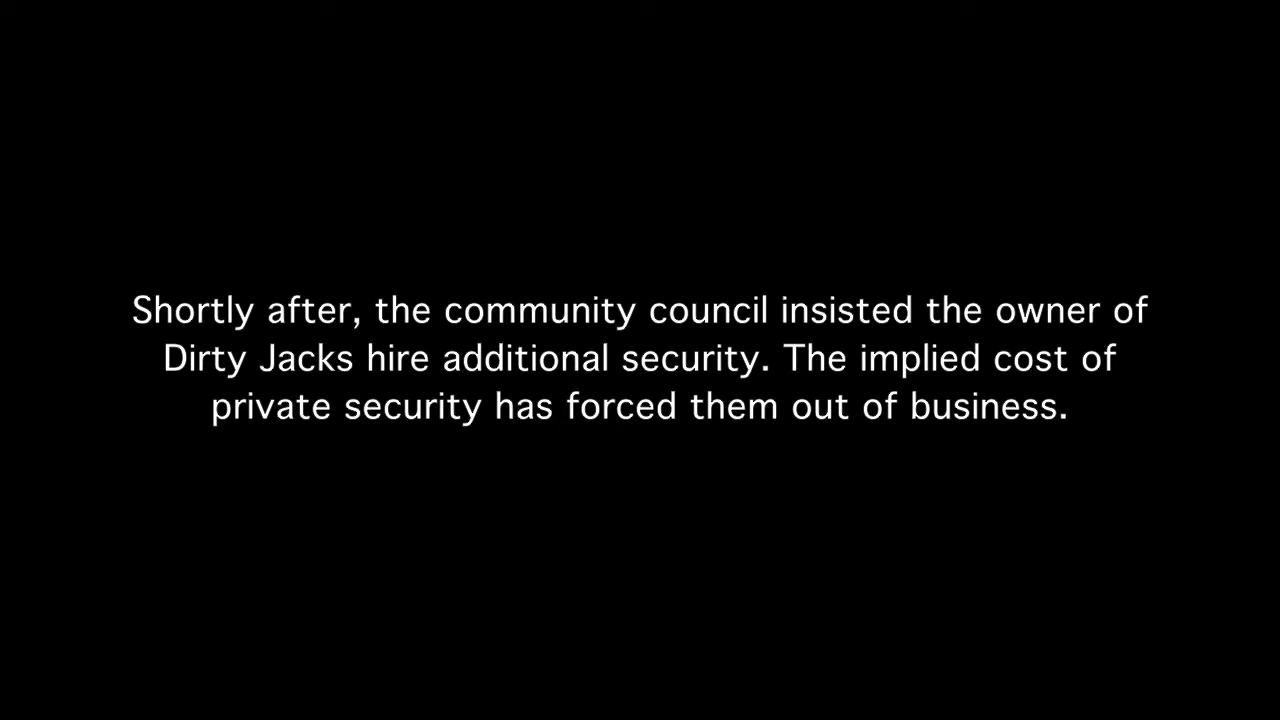 Shortly after, the community council insisted the owner of
Dirty Jacks hire additional security. The implied cost of
private security has forced them out of business.